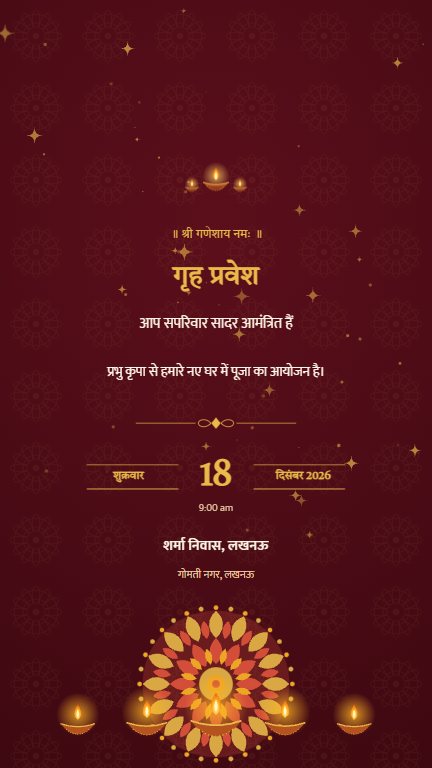 ॥ श्री गणेशाय नमः ॥
गृह प्रवेश
आप सपरिवार सादर आमंत्रित हैं
प्रभु कृपा से हमारे नए घर में पूजा का आयोजन है।
शुक्रवार 18 दिसंबर 2026
9:00 am
शर्मा निवास, लखनऊ
गोमती नगर, लखनऊ